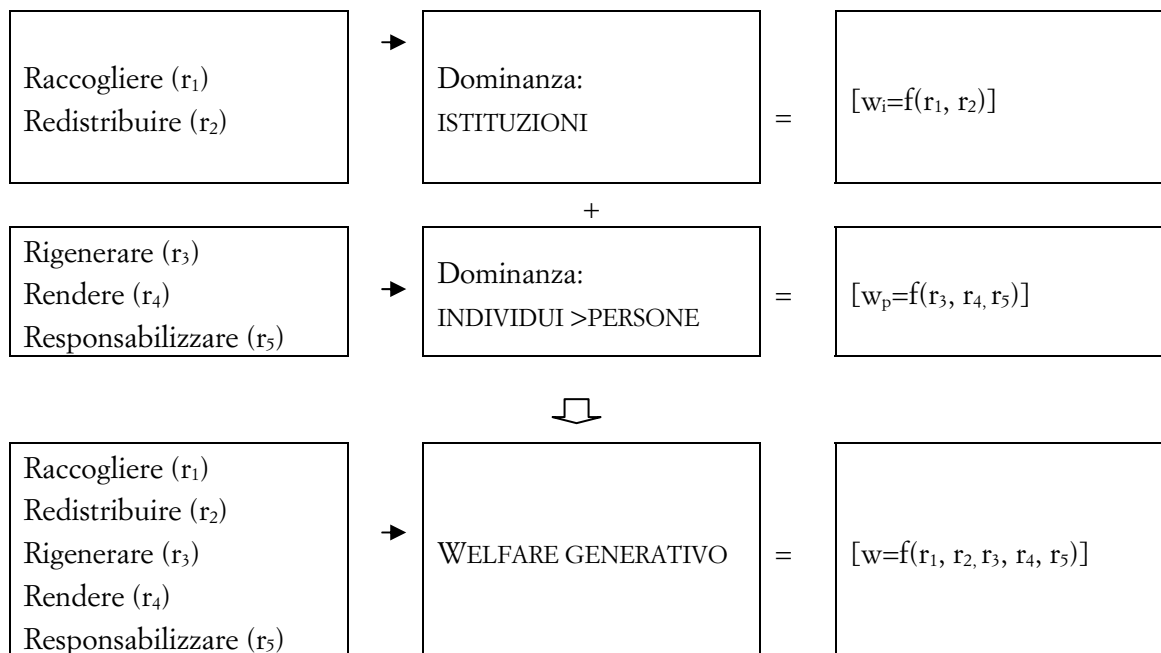 Raccogliere (r₁)
Redistribuire (r₂)
Dominanza:
ISTITUZIONI
=
[wᵢ=f(r₁, r₂)]
+
Rigenerare (r₃)
Rendere (r₄)
Responsabilizzare (r₅)
Dominanza:
INDIVIDUI >PERSONE
=
[wₚ=f(r₃, r₄, r₅)]
Raccogliere (r₁)
Redistribuire (r₂)
Rigenerare (r₃)
Rendere (r₄)
Responsabilizzare (r₅)
WELFARE GENERATIVO
=
[w=f(r₁, r₂, r₃, r₄, r₅)]